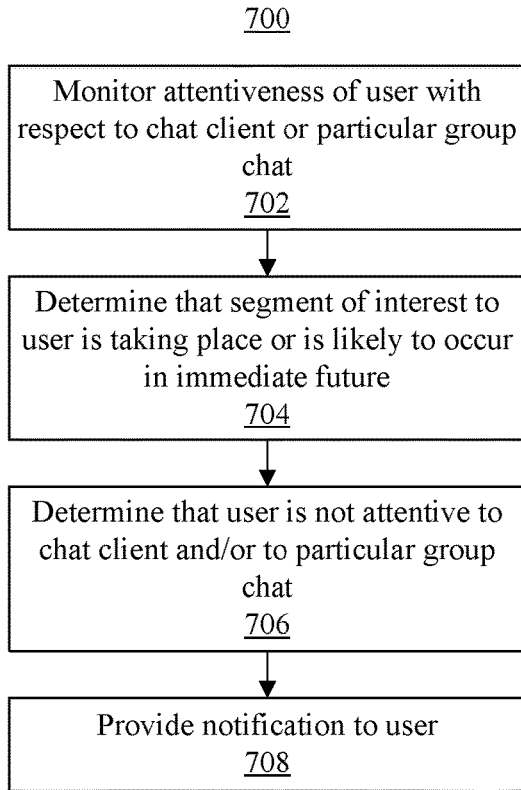 700
Monitor attentiveness of user with
respect to chat client or particular group
chat
702
Determine that segment of interest to
user is taking place or is likely to occur
in immediate future
704
Determine that user is not attentive to
chat client and/or to particular group
chat
706
Provide notification to user
708